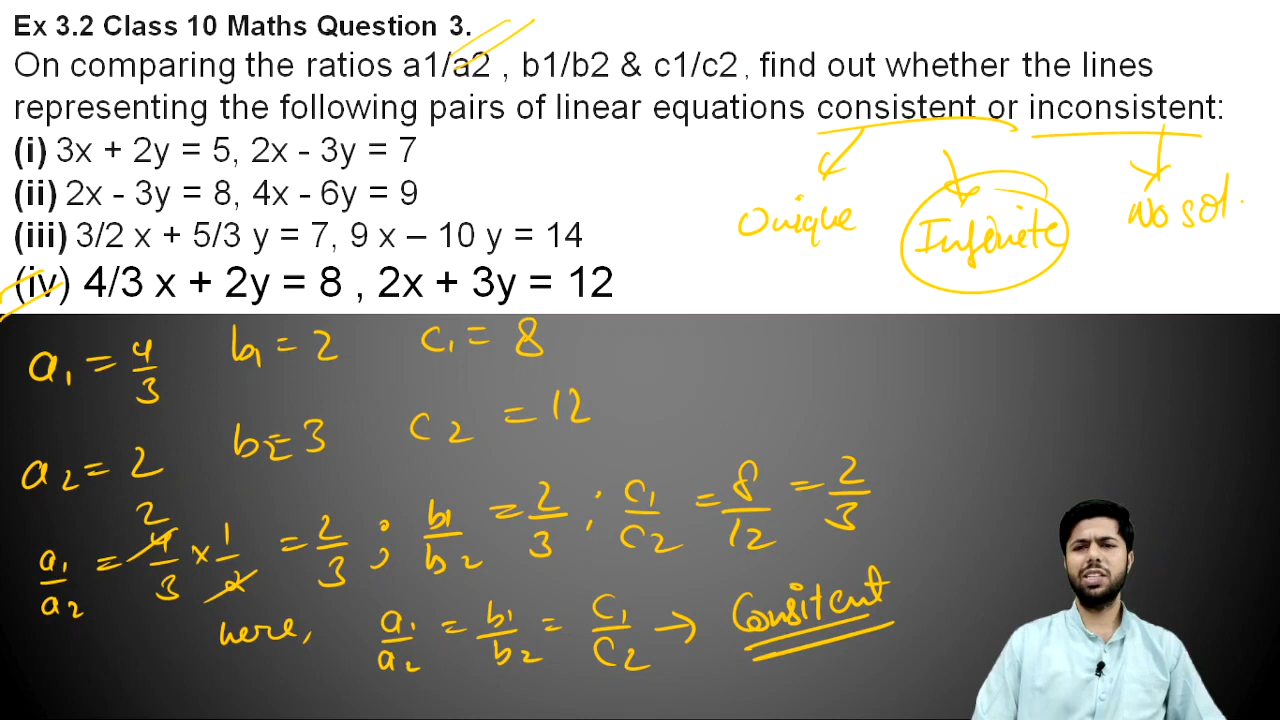 Ex 3.2 Class 10 Maths Question 3.
On comparing the ratios a1/a2 , b1/b2 & c1/c2 , find out whether the lines
representing the following pairs of linear equations consistent or inconsistent:
(i) 3x + 2y = 5, 2x - 3y = 7
(ii) 2x - 3y = 8, 4x - 6y = 9
(iii) 3/2 x + 5/3 y = 7, 9 x – 10 y = 14
(iv) 4/3 x + 2y = 8 , 2x + 3y = 12
Unique Infinite No sol.
a1 = 4/3 b1 = 2 c1 = 8
a2 = 2 b2 = 3 c2 = 12
2
a1/a2 = 4/3 × 1/2 = 2/3 ; b1/b2 = 2/3 ; c1/c2 = 8/12 = 2/3
here, a1/a2 = b1/b2 = c1/c2 → Consitent